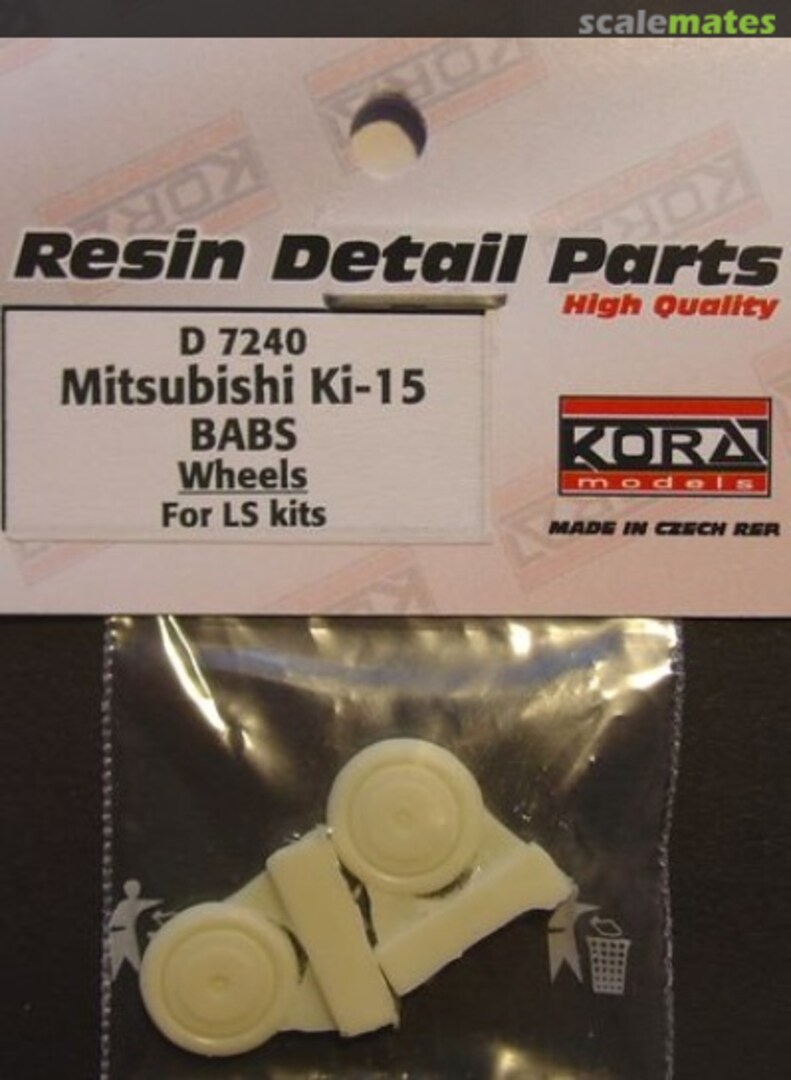 scalemates
Resin Detail Parts
High Quality
D 7240
Mitsubishi Ki-15
BABS
Wheels
For LS kits
KORA
models
MADE IN CZECH REP.